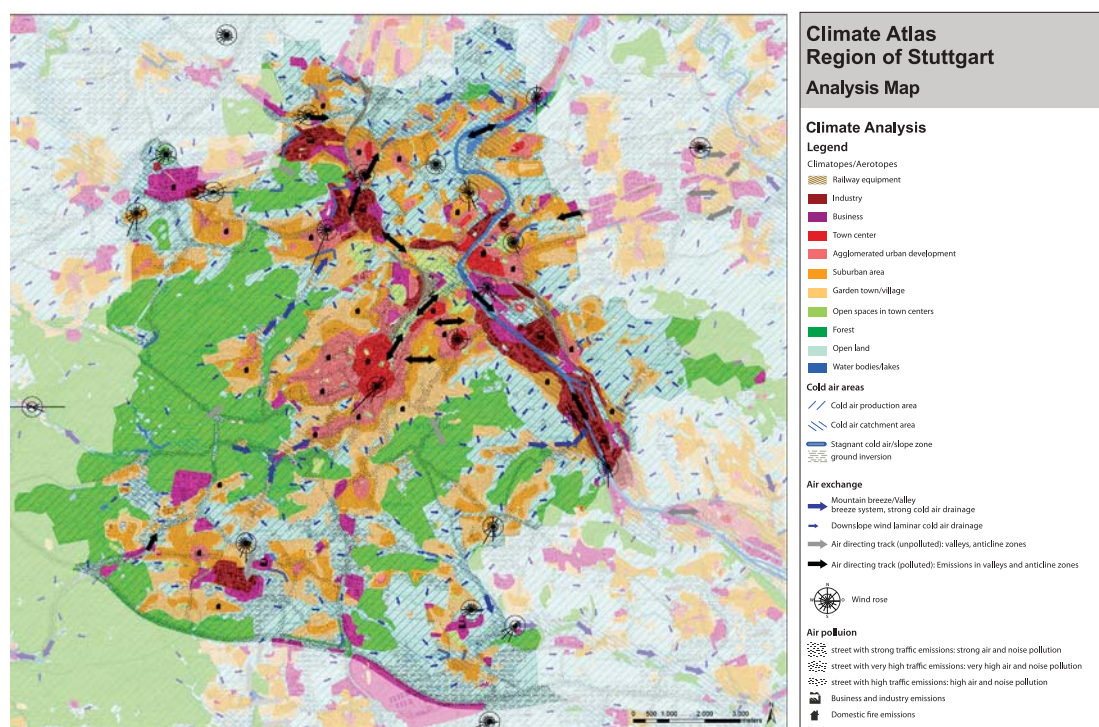 Climate Atlas
Region of Stuttgart
Analysis Map
Climate Analysis
Legend
Climatopes/Aerotopes
Railway equipment
Industry
Business
Town center
Agglomerated urban development
Suburban area
Garden town/village
Open spaces in town centers
Forest
Open land
Water bodies/lakes
Cold air areas
Cold air production area
Cold air catchment area
Stagnant cold air/slope zone
ground inversion
Air exchange
Mountain breeze/Valley
breeze system, strong cold air drainage
Downslope wind laminar cold air drainage
Air directing track (unpolluted): valleys, anticline zones
Air directing track (polluted): Emissions in valleys and anticline zones
N
W
O
S
Wind rose
Air polluion
street with strong traffic emissions: strong air and noise pollution
street with very high traffic emissions: very high air and noise pollution
street with high traffic emissions: high air and noise pollution
Business and industry emissions
Domestic fire emissions
0 500 1.000 2.000 3.000